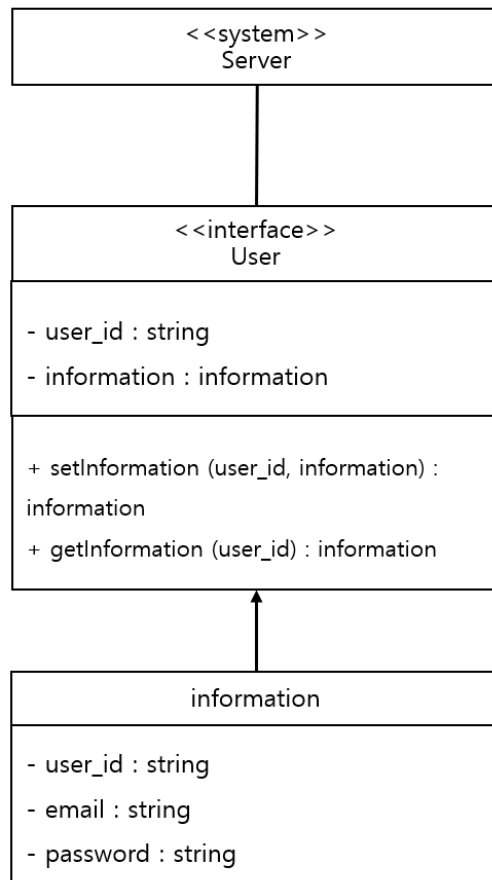 <<system>>
Server
<<interface>>
User
- user_id : string
- information : information
+ setInformation (user_id, information) :
information
+ getInformation (user_id) : information
information
- user_id : string
- email : string
- password : string